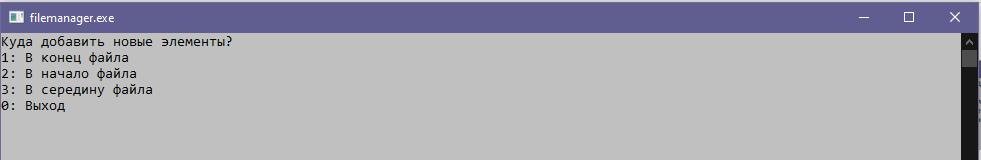 filemanager.exe
Куда добавить новые элементы?
1: В конец файла
2: В начало файла
3: В середину файла
0: Выход